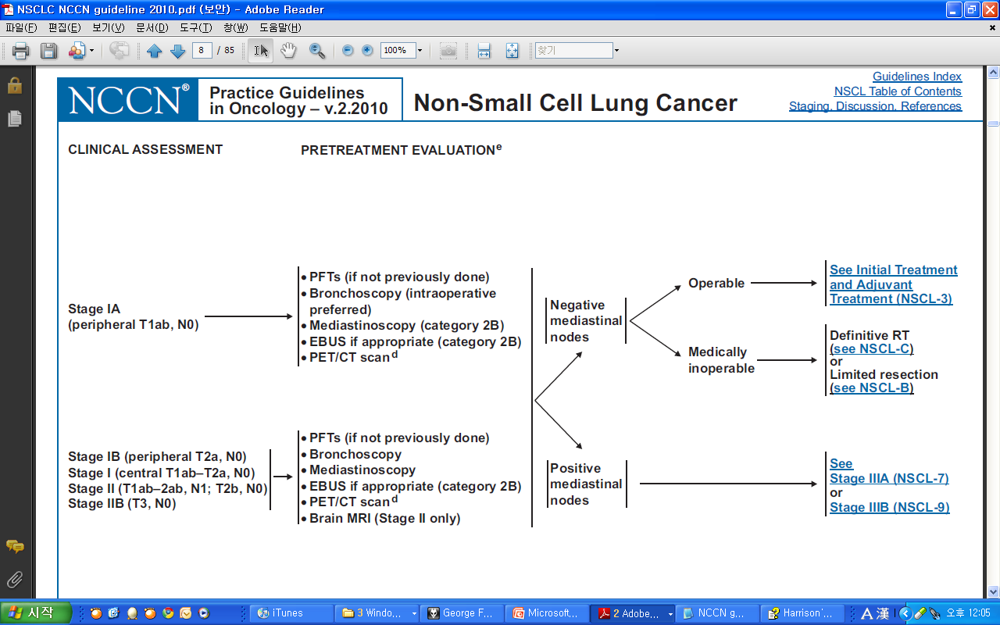 NSCLC NCCN guideline 2010.pdf (보안) - Adobe Reader
파일(F) 편집(E) 보기(V) 문서(D) 도구(T) 창(W) 도움말(H)
8 / 85 100% 찾기
NCCN®
Practice Guidelines
in Oncology – v.2.2010
Non-Small Cell Lung Cancer
Guidelines Index
NSCL Table of Contents
Staging, Discussion, References
CLINICAL ASSESSMENT
PRETREATMENT EVALUATIONe
Stage IA
(peripheral T1ab, N0)
• PFTs (if not previously done)
• Bronchoscopy (intraoperative
preferred)
• Mediastinoscopy (category 2B)
• EBUS if appropriate (category 2B)
• PET/CT scand
Stage IB (peripheral T2a, N0)
Stage I (central T1ab–T2a, N0)
Stage II (T1ab–2ab, N1; T2b, N0)
Stage IIB (T3, N0)
• PFTs (if not previously done)
• Bronchoscopy
• Mediastinoscopy
• EBUS if appropriate (category 2B)
• PET/CT scand
• Brain MRI (Stage II only)
Negative
mediastinal
nodes
Operable
See Initial Treatment
and Adjuvant
Treatment (NSCL-3)
Medically
inoperable
Definitive RT
(see NSCL-C)
or
Limited resection
(see NSCL-B)
Positive
mediastinal
nodes
See
Stage IIIA (NSCL-7)
or
Stage IIIB (NSCL-9)
시작 iTunes 3 Windo... George F... Microsoft... 2 Adobe... NCCN g... Harrison'... A 漢 오후 12:05